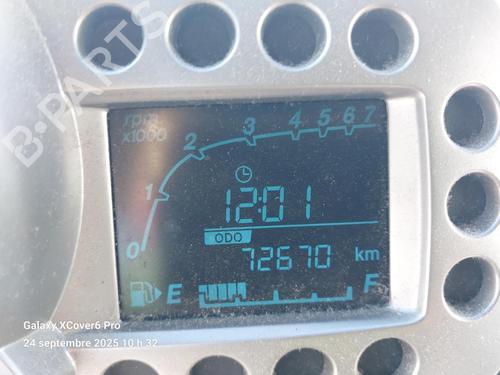 B-PARTS
rpm
x1000
0 1 2 3 4 5 6 7
12:01
ODO
72670 km
E F
Galaxy XCover6 Pro
24 septembre 2025 10 h 32